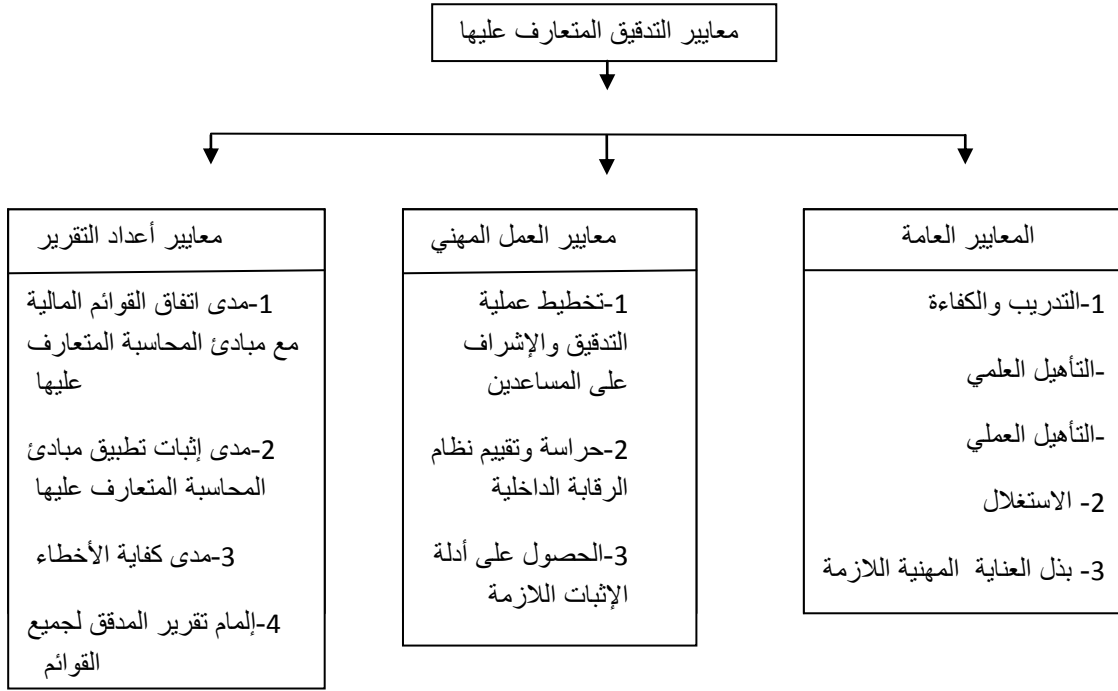 معايير التدقيق المتعارف عليها
المعايير العامة
1-التدريب والكفاءة
-التأهيل العلمي
-التأهيل العملي
2- الاستغلال
3- بذل العناية المهنية اللازمة
معايير العمل المهني
1-تخطيط عملية
التدقيق والإشراف
على المساعدين
2-حراسة وتقييم نظام
الرقابة الداخلية
3-الحصول على أدلة
الإثبات اللازمة
معايير أعداد التقرير
1-مدى اتفاق القوائم المالية
مع مبادئ المحاسبة المتعارف
عليها
2-مدى إثبات تطبيق مبادئ
المحاسبة المتعارف عليها
3-مدى كفاية الأخطاء
4-إلمام تقرير المدقق لجميع
القوائم